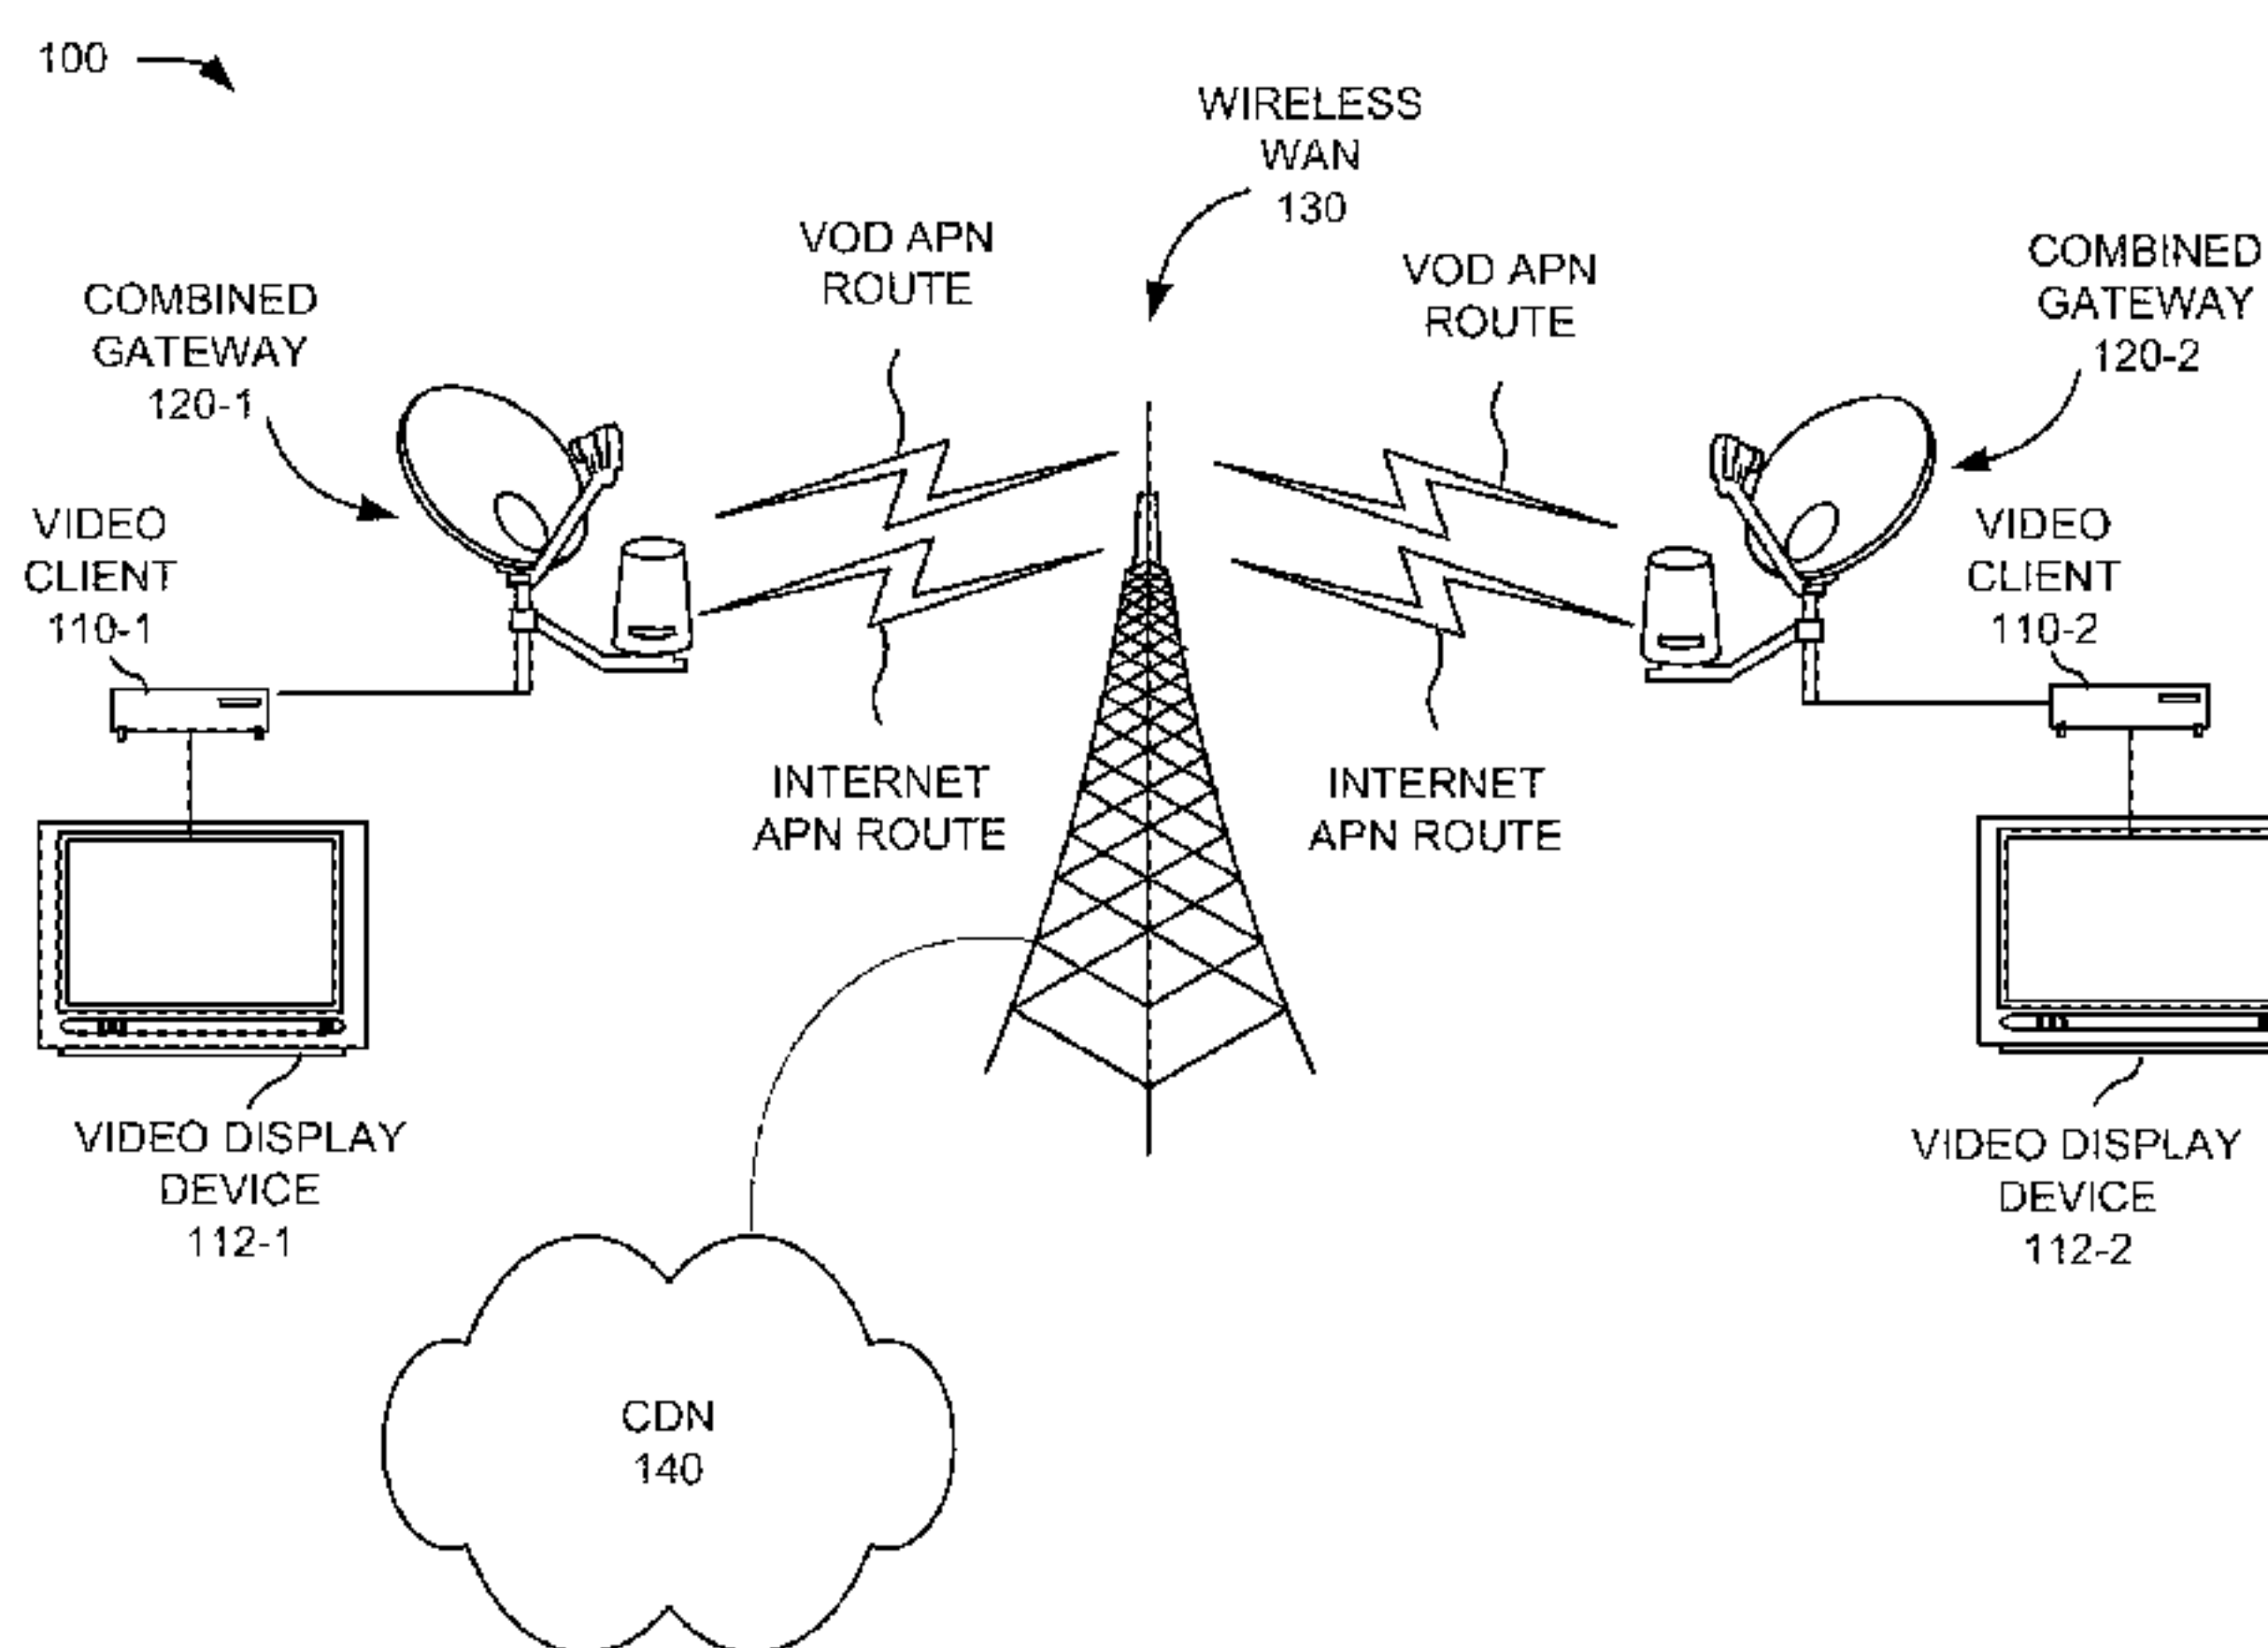 100
WIRELESS
WAN
130
VOD APN
ROUTE
VOD APN
ROUTE
COMBINED
GATEWAY
120-1
COMBINED
GATEWAY
120-2
VIDEO
CLIENT
110-1
VIDEO
CLIENT
110-2
INTERNET
APN ROUTE
INTERNET
APN ROUTE
VIDEO DISPLAY
DEVICE
112-1
VIDEO DISPLAY
DEVICE
112-2
CDN
140